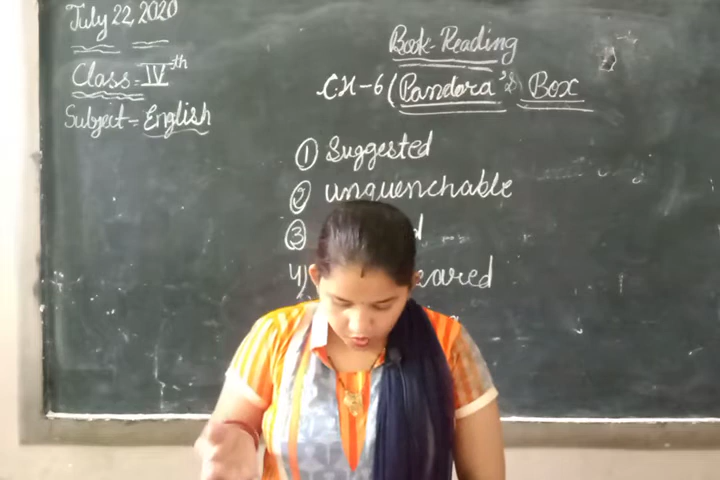 July 22, 2020
Class-IVth
Subject-English
Book-Reading
CH-6 (Pandora's Box
① Suggested
② unquenchable
③
4)